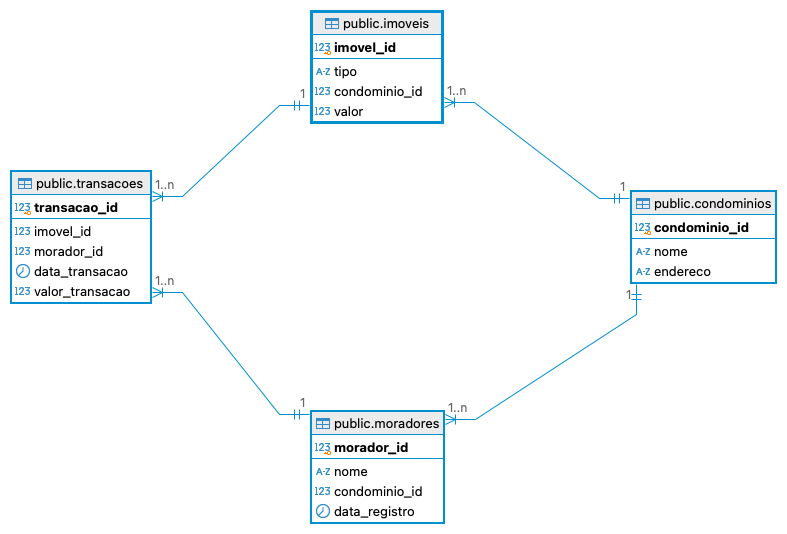 public.imoveis
123 imovel_id
A-Z tipo
123 condominio_id
123 valor
1
1..n
public.transacoes
123 transacao_id
123 imovel_id
123 morador_id
data_transacao
123 valor_transacao
1..n
1..n
1
public.condominios
123 condominio_id
A-Z nome
A-Z endereco
1
1
1..n
public.moradores
123 morador_id
A-Z nome
123 condominio_id
data_registro